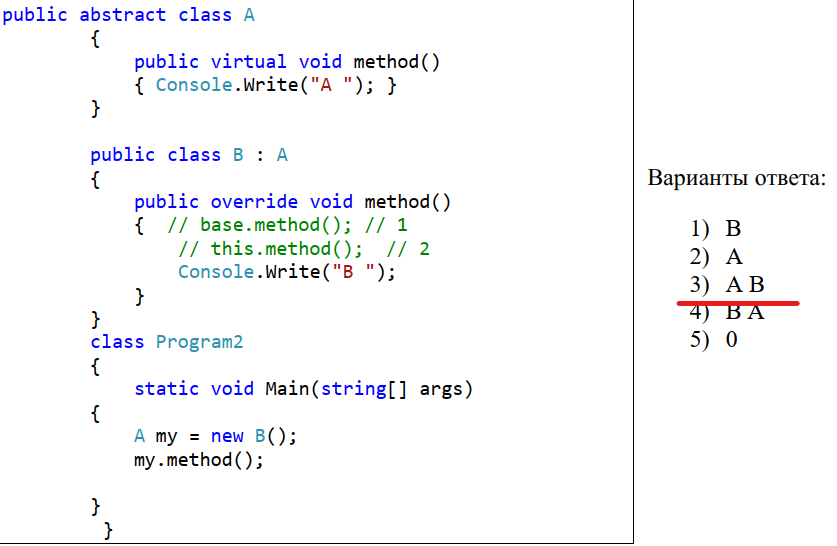 public abstract class A
{
public virtual void method()
{ Console.Write("A "); }
}
public class B : A
{
public override void method()
{  // base.method(); // 1
// this.method();  // 2
Console.Write("B ");
}
}
class Program2
{
static void Main(string[] args)
{
A my = new B();
my.method();
}
}
Варианты ответа:
1) B
2) A
3) A B
4) B A
5) 0